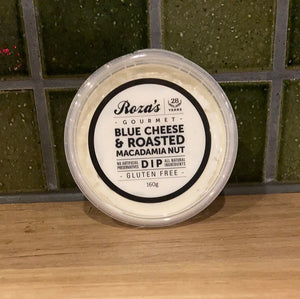 Roza's
28
YEARS
GOURMET
BLUE CHEESE
& ROASTED
MACADAMIA NUT
NO ARTIFICIAL PRESERVATIVES DIP ALL NATURAL INGREDIENTS
GLUTEN FREE
160g